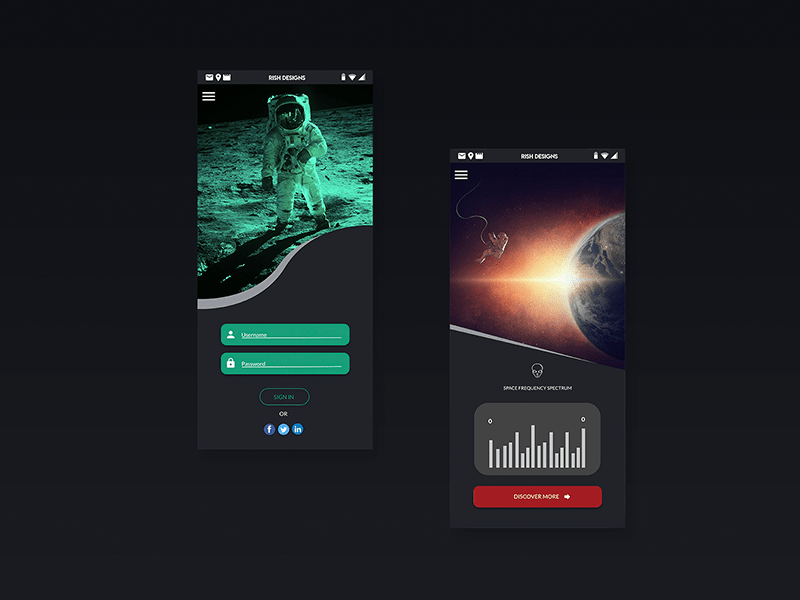 RISH DESIGNS
Username
Password
SIGN IN
OR
f in
RISH DESIGNS
SPACE FREQUENCY SPECTRUM
0 0
DISCOVER MORE